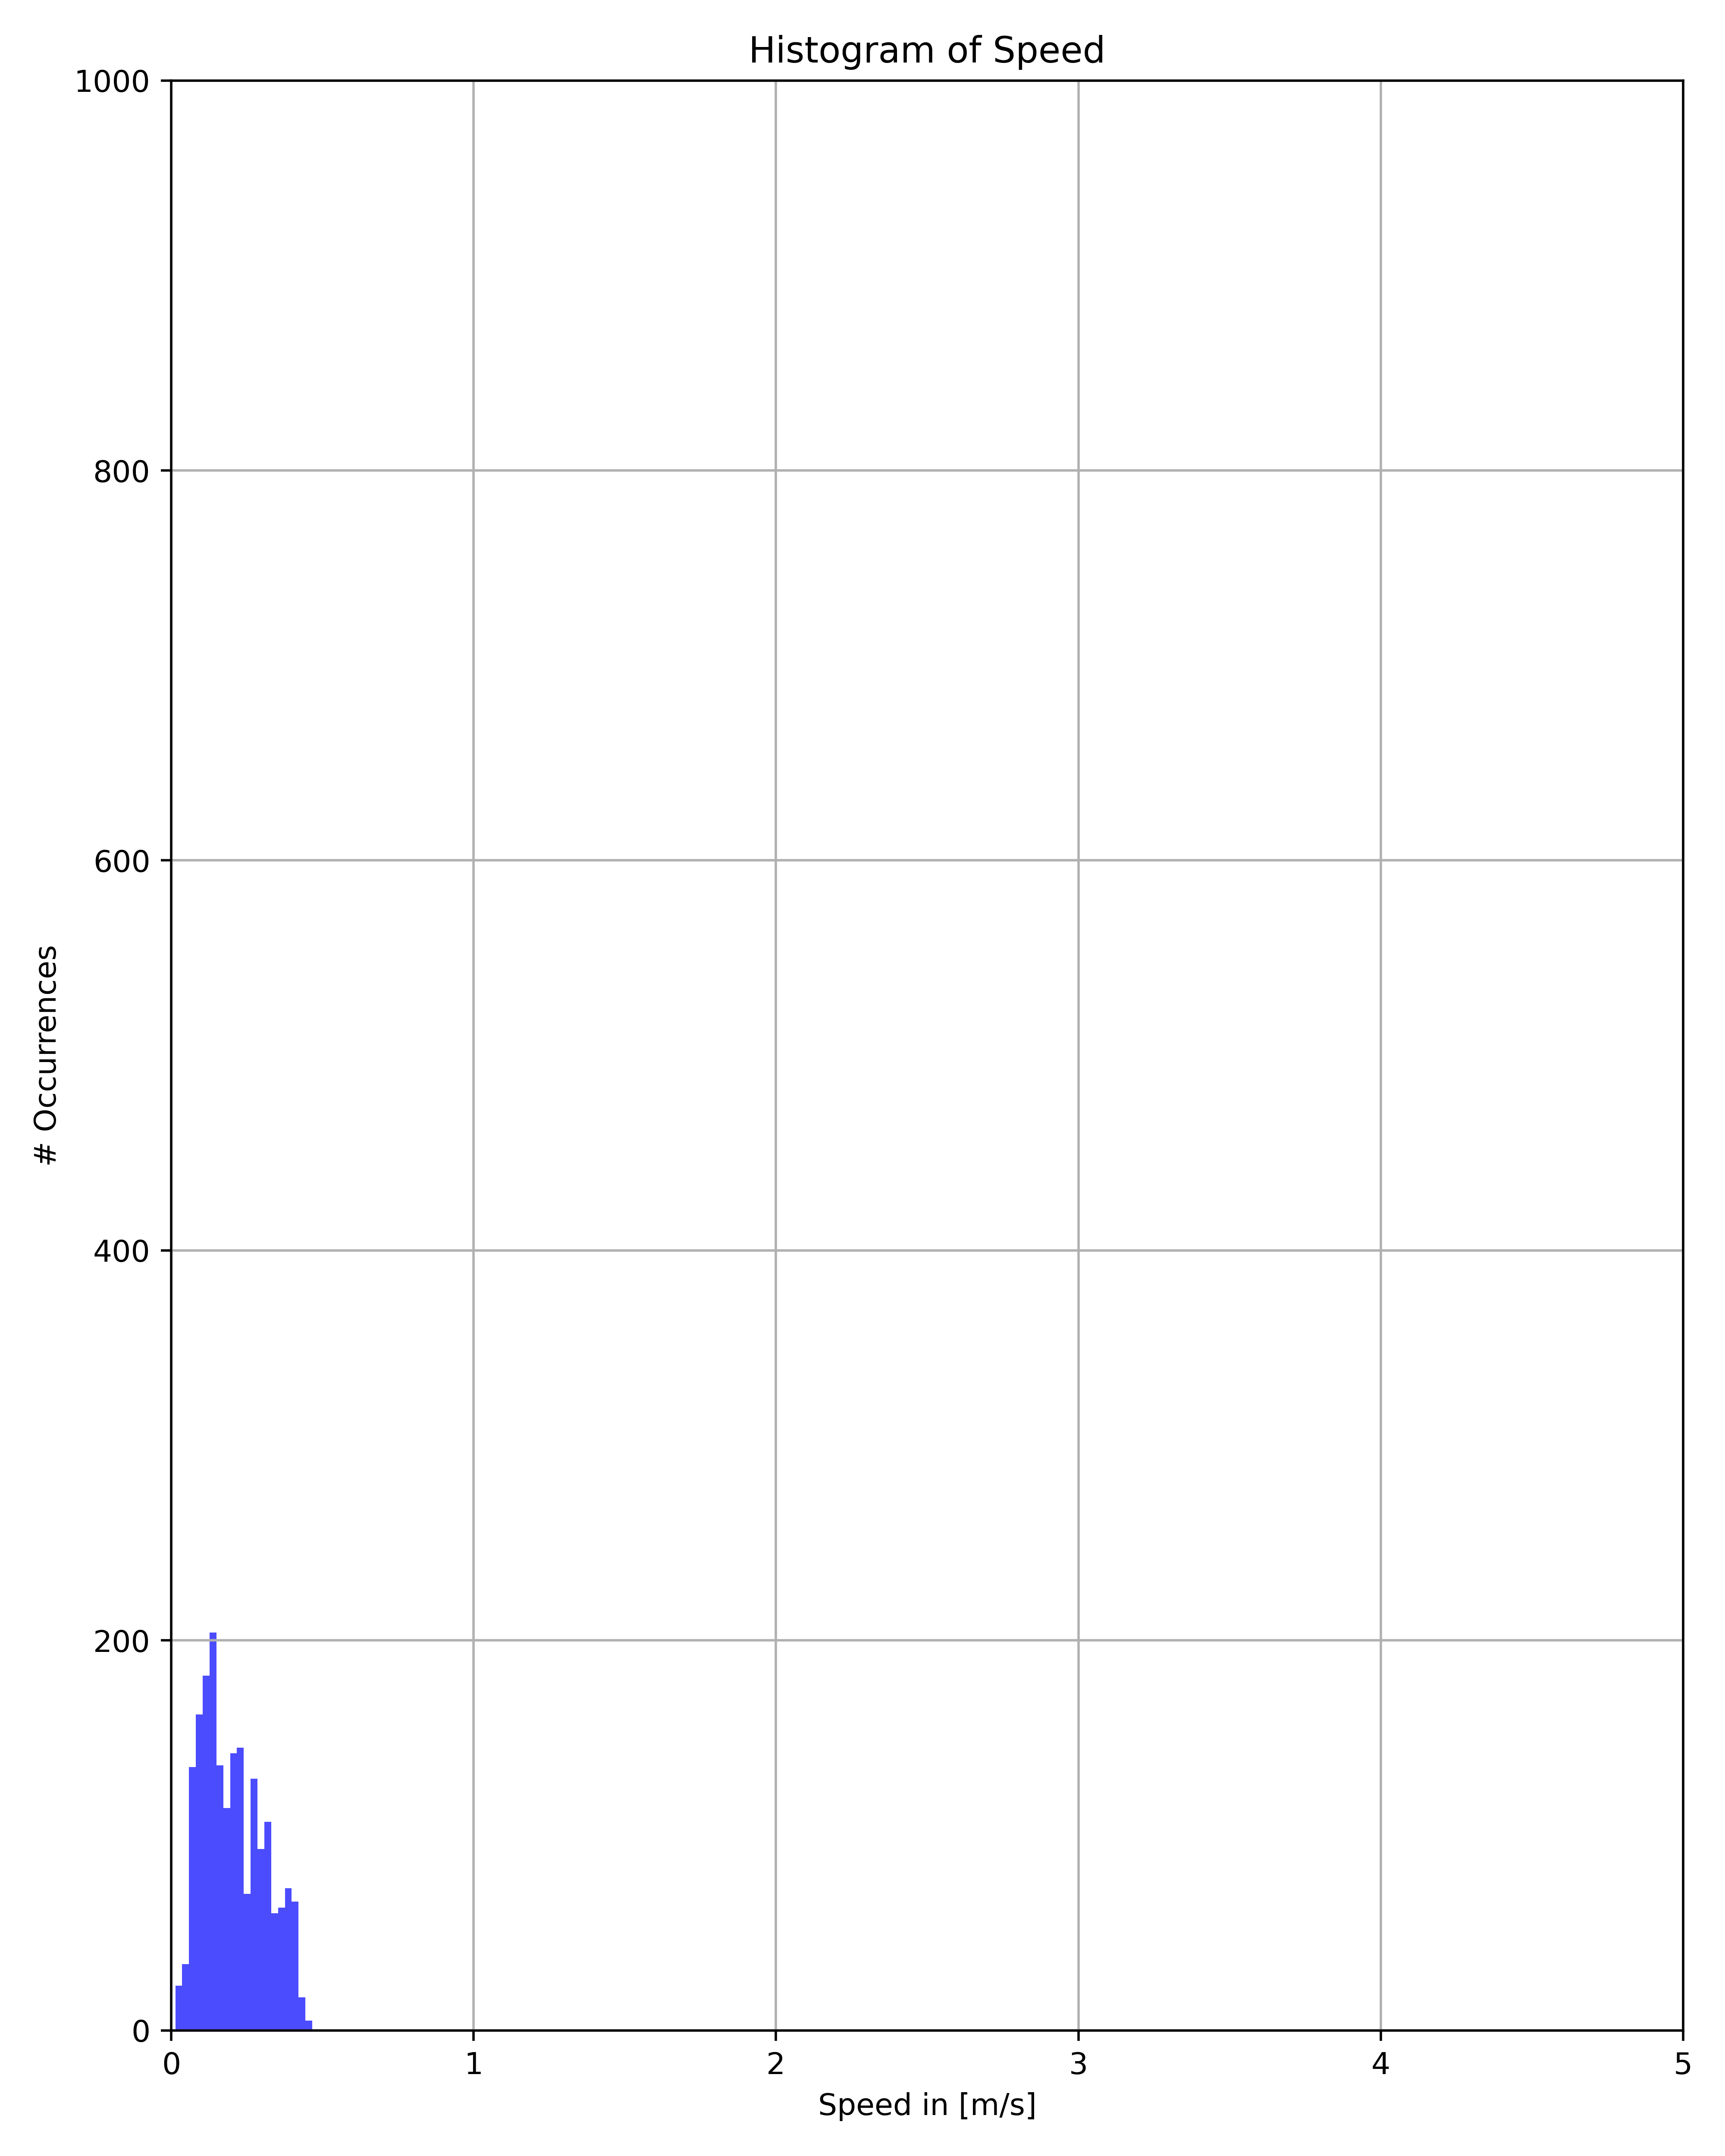 Histogram of Speed
# Occurrences
1000
800
600
400
200
0
0 1 2 3 4 5
Speed in [m/s]